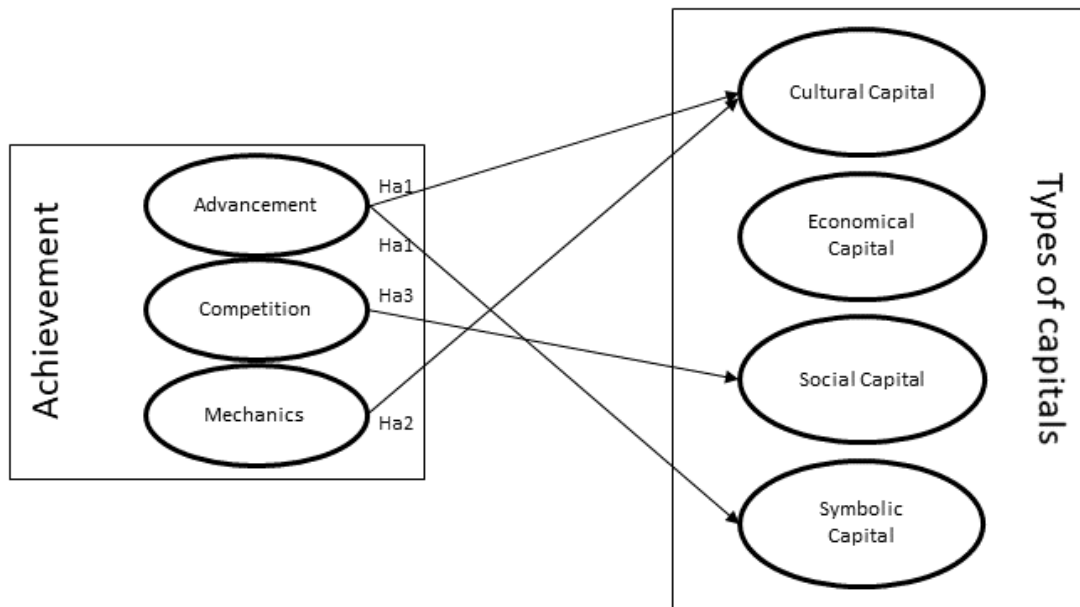 Achievement
Advancement
Competition
Mechanics
Ha1
Ha1
Ha3
Ha2
Cultural Capital
Economical
Capital
Social Capital
Symbolic
Capital
Types of capitals